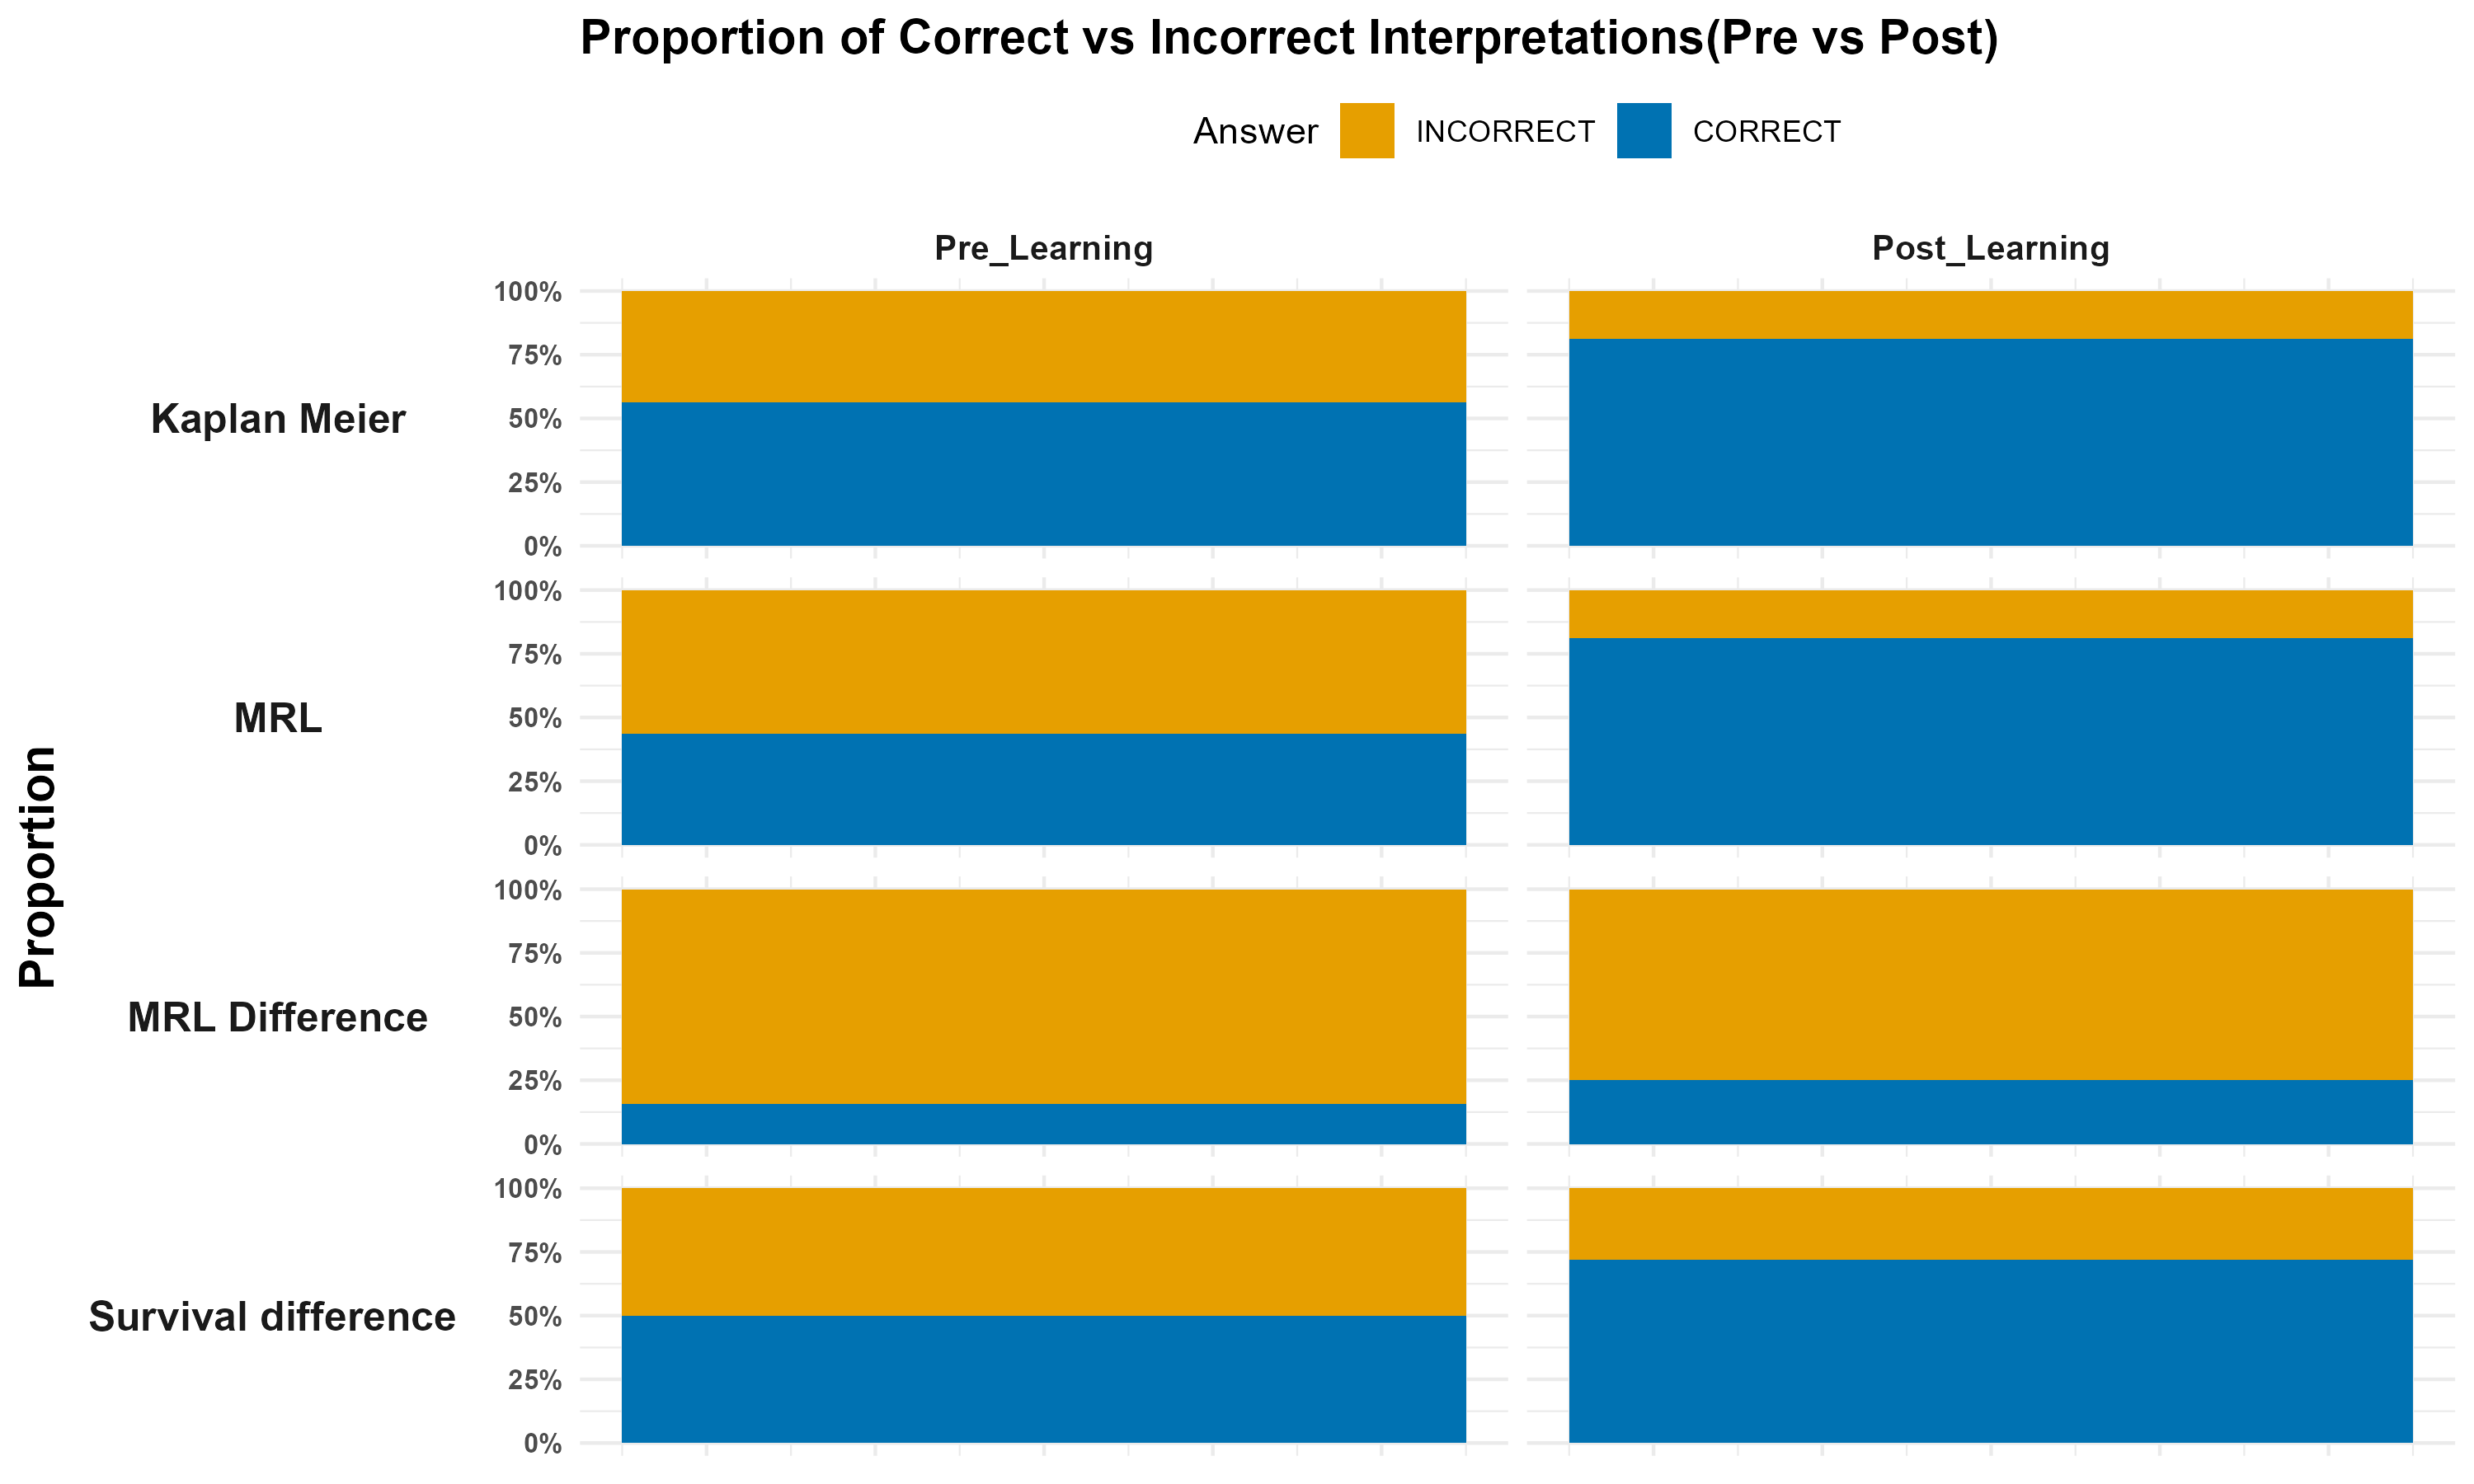 Proportion of Correct vs Incorrect Interpretations(Pre vs Post)
Answer INCORRECT CORRECT
Pre_Learning Post_Learning
Proportion
Kaplan Meier
100%
75%
50%
25%
0%
MRL
100%
75%
50%
25%
0%
MRL Difference
100%
75%
50%
25%
0%
Survival difference
100%
75%
50%
25%
0%